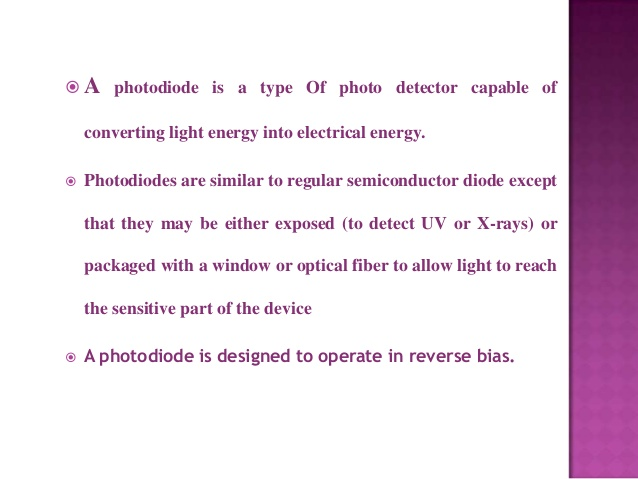 A photodiode is a type Of photo detector capable of
converting light energy into electrical energy.
Photodiodes are similar to regular semiconductor diode except
that they may be either exposed (to detect UV or X-rays) or
packaged with a window or optical fiber to allow light to reach
the sensitive part of the device
A photodiode is designed to operate in reverse bias.